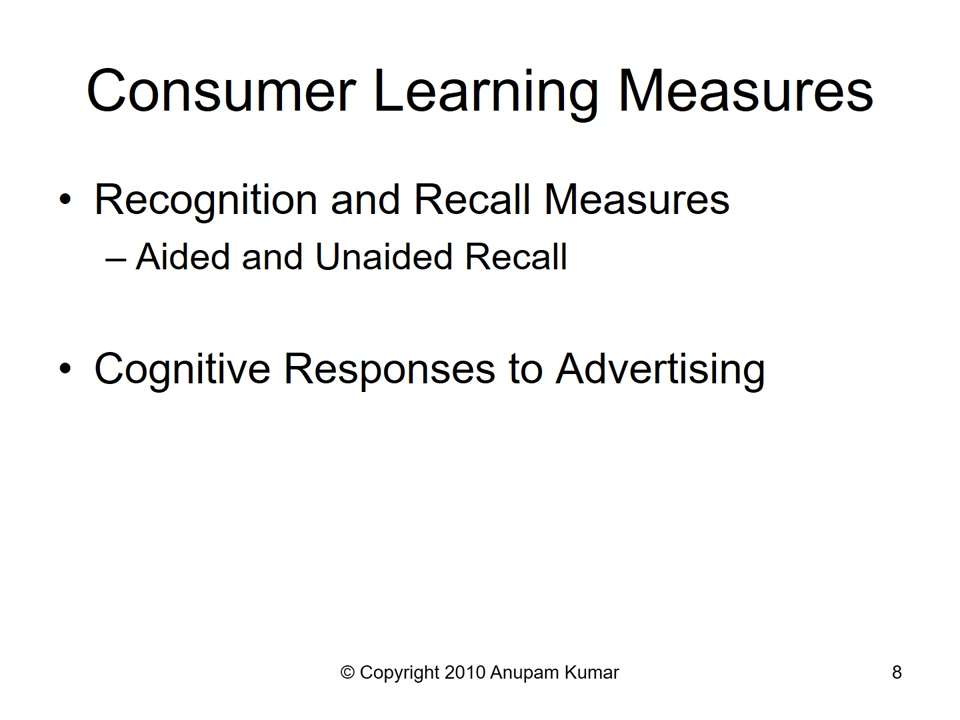 Consumer Learning Measures
• Recognition and Recall Measures
– Aided and Unaided Recall
• Cognitive Responses to Advertising
© Copyright 2010 Anupam Kumar
8